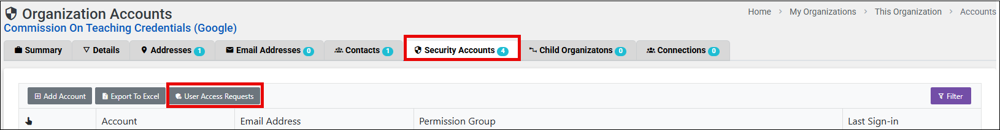 Organization Accounts
Home > My Organizations > This Organization > Accounts
Commission On Teaching Credentials (Google)
Summary Details Addresses 1 Email Addresses 0 Contacts 1 Security Accounts 4 Child Organizatons 0 Connections 0
Add Account Export To Excel User Access Requests Filter
Account Email Address Permission Group Last Sign-in